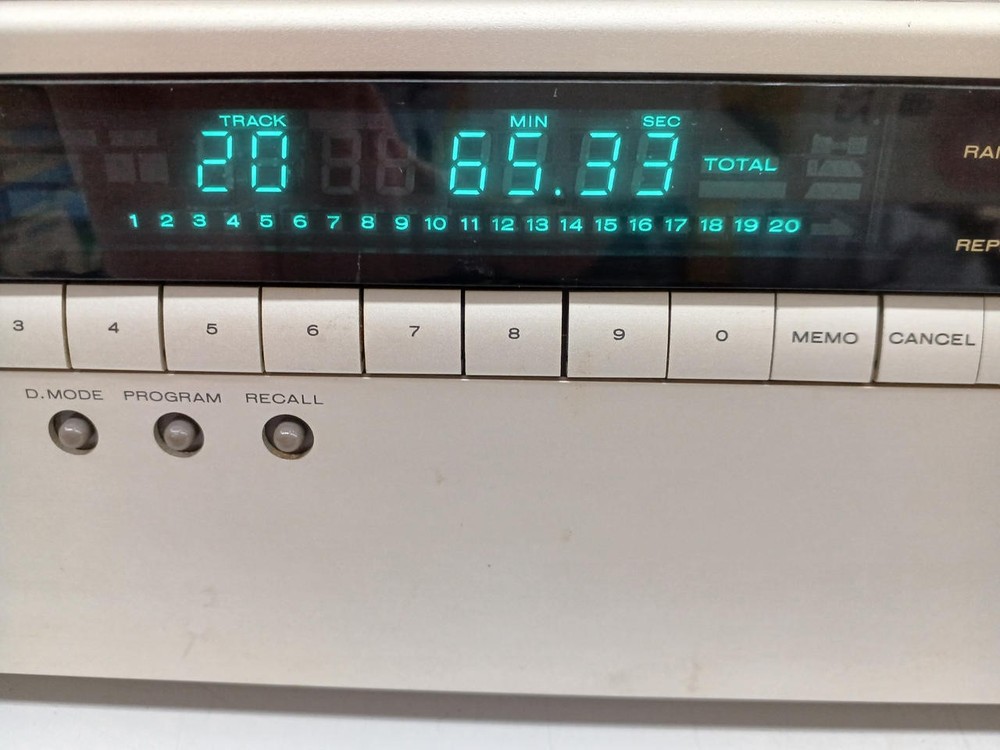 TRACK MIN SEC
20 65.33 TOTAL
RAN
1 2 3 4 5 6 7 8 9 10 11 12 13 14 15 16 17 18 19 20
REP
3 4 5 6 7 8 9 0 MEMO CANCEL
D.MODE PROGRAM RECALL